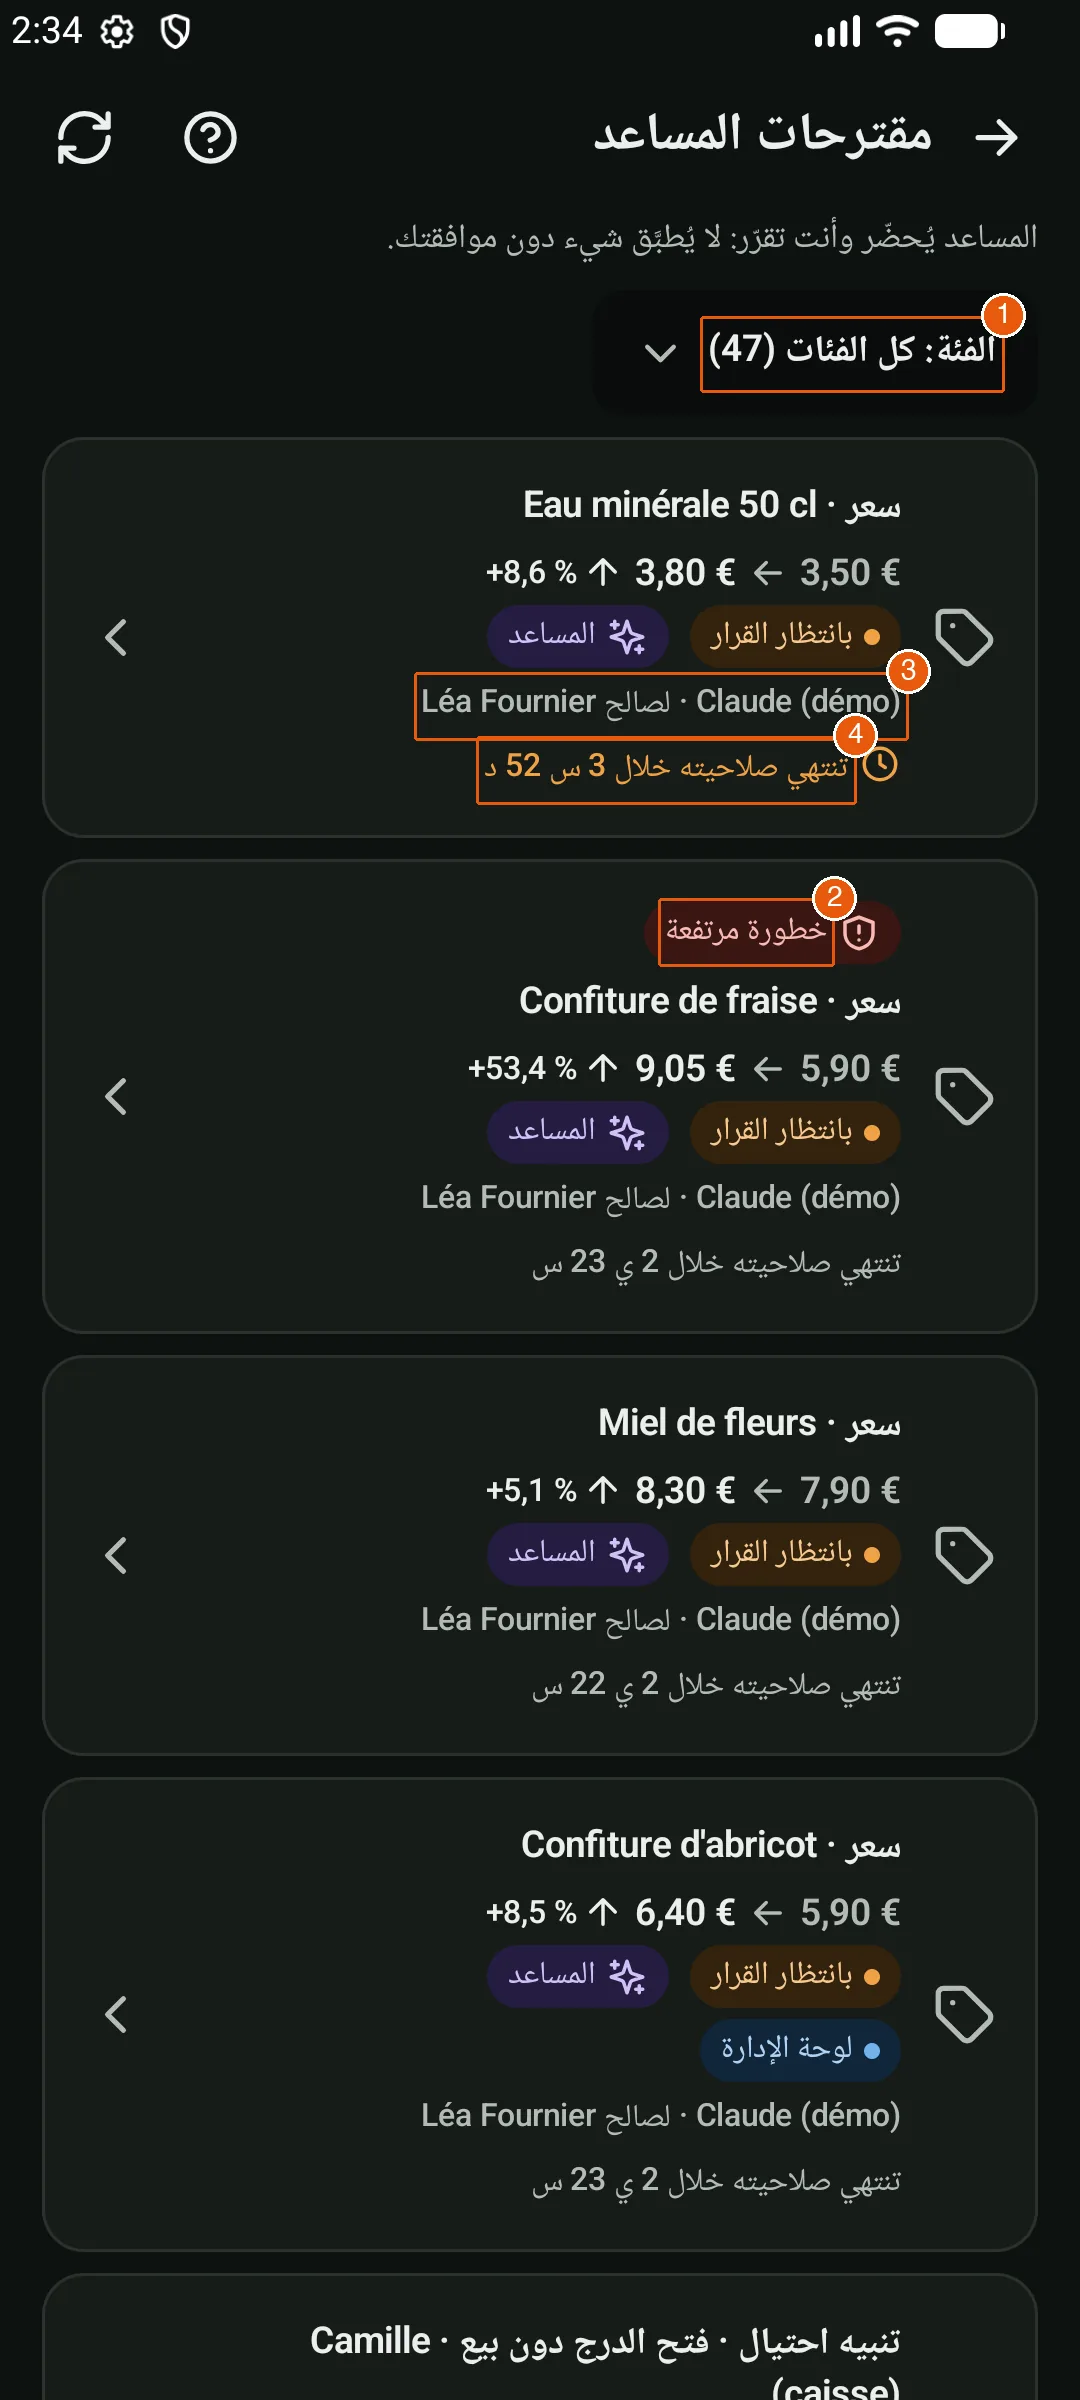 2:34
مقترحات المساعد
المساعد يُحضّر وأنت تقرّر: لا يُطبَّق شيء دون موافقتك.
1
الفئة: كل الفئات (47)
سعر · Eau minérale 50 cl
3,50 € ← 3,80 € ↑ +8,6 %
بانتظار القرار المساعد
3
Claude (démo) · لصالح Léa Fournier
4
تنتهي صلاحيته خلال 3 س 52 د
2
خطورة مرتفعة
سعر · Confiture de fraise
5,90 € ← 9,05 € ↑ +53,4 %
بانتظار القرار المساعد
Claude (démo) · لصالح Léa Fournier
تنتهي صلاحيته خلال 2 ي 23 س
سعر · Miel de fleurs
7,90 € ← 8,30 € ↑ +5,1 %
بانتظار القرار المساعد
Claude (démo) · لصالح Léa Fournier
تنتهي صلاحيته خلال 2 ي 22 س
سعر · Confiture d'abricot
5,90 € ← 6,40 € ↑ +8,5 %
بانتظار القرار المساعد
لوحة الإدارة
Claude (démo) · لصالح Léa Fournier
تنتهي صلاحيته خلال 2 ي 23 س
تنبيه احتيال · فتح الدرج دون بيع · Camille
(caisse)